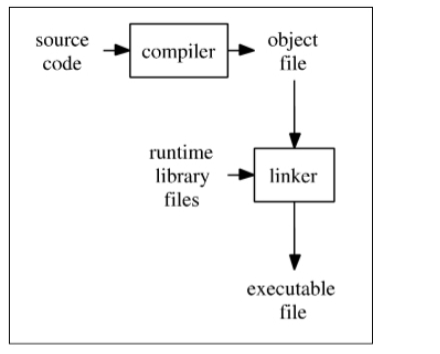 source
code
compiler
object
file
runtime
library
files
linker
executable
file